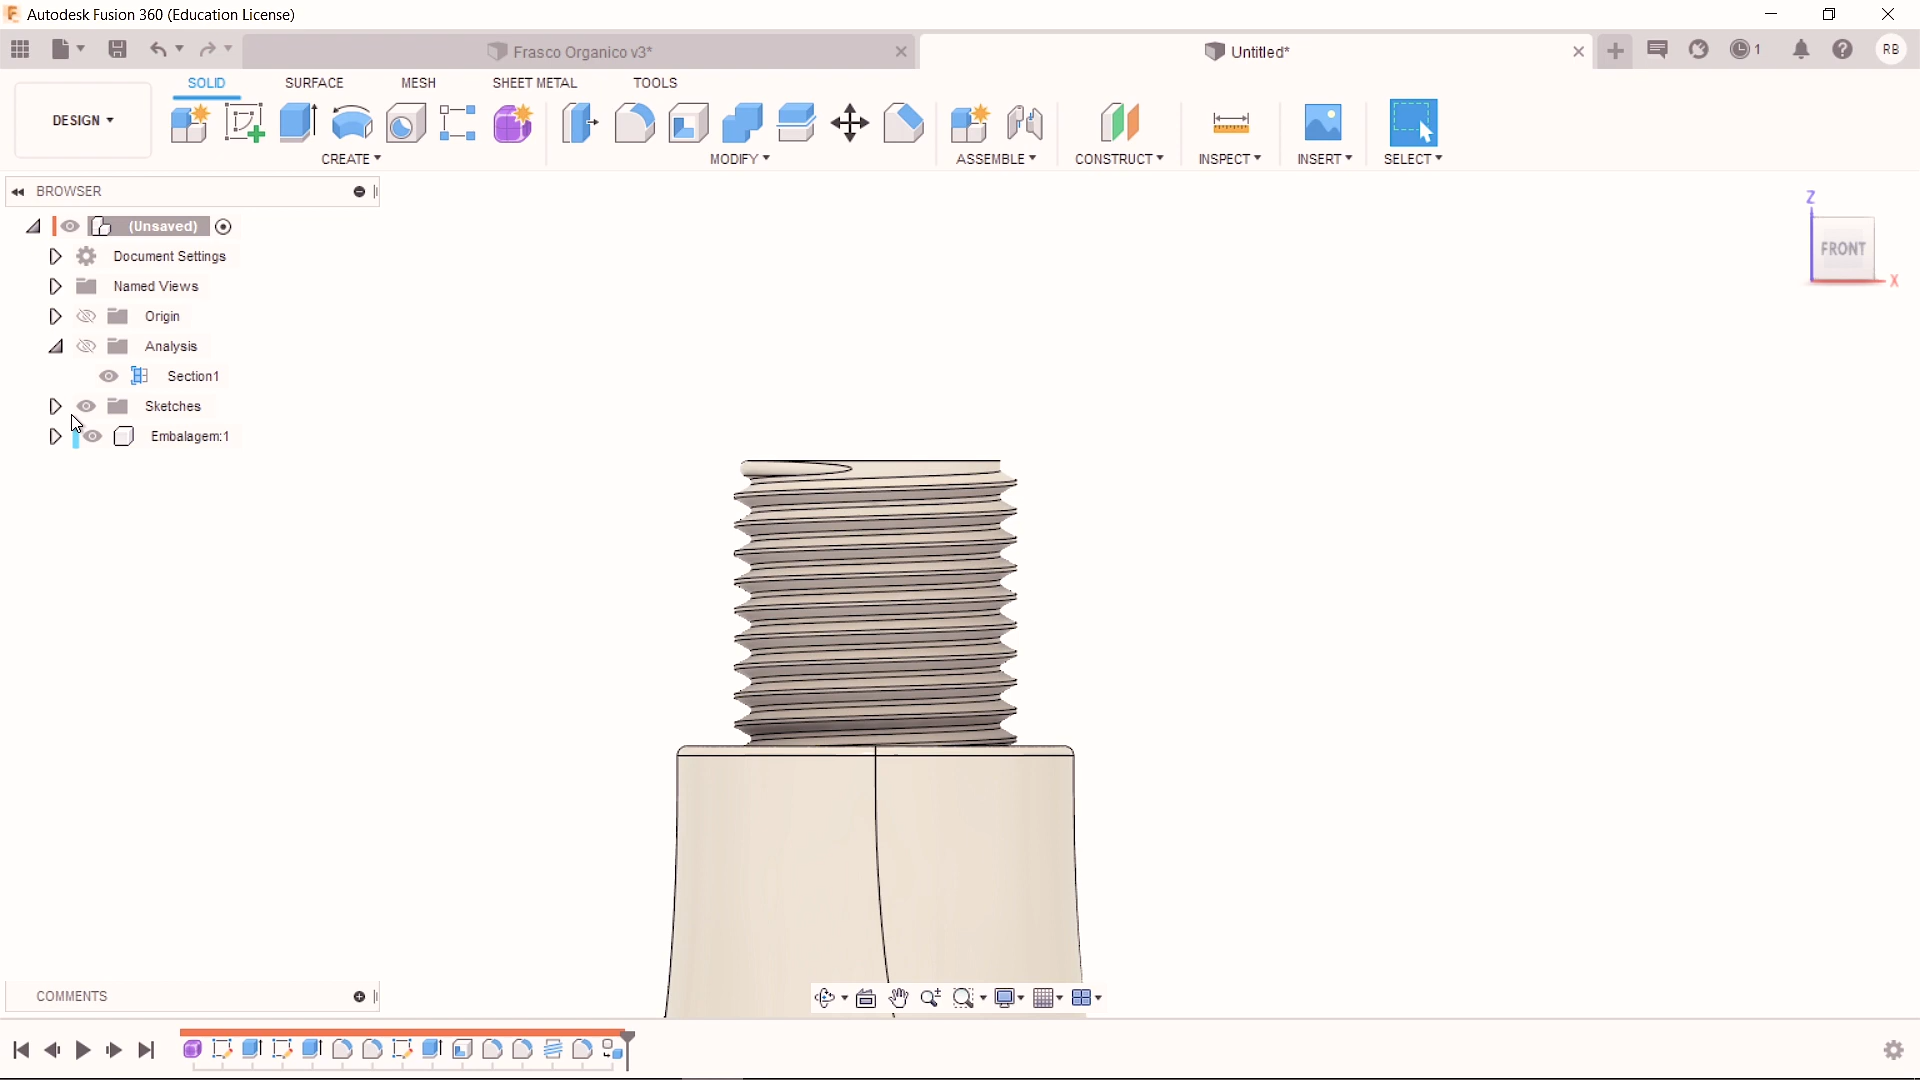 Autodesk Fusion 360 (Education License)
Frasco Organico v3*
Untitled*
1
RB
DESIGN
SOLID
SURFACE
MESH
SHEET METAL
TOOLS
CREATE
MODIFY
ASSEMBLE
CONSTRUCT
INSPECT
INSERT
SELECT
BROWSER
(Unsaved)
Document Settings
Named Views
Origin
Analysis
Section1
Sketches
Embalagem:1
Z
FRONT
X
COMMENTS